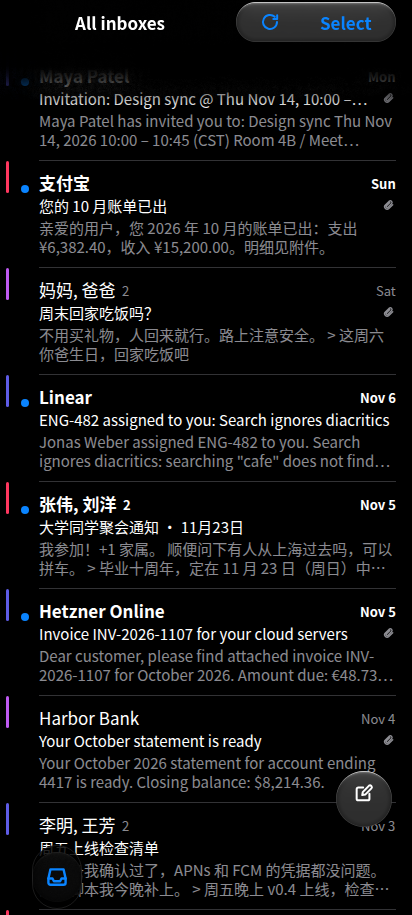 All inboxes
Select
Maya Patel
Mon
Invitation: Design sync @ Thu Nov 14, 10:00 –…
Maya Patel has invited you to: Design sync Thu Nov
14, 2026 10:00 – 10:45 (CST) Room 4B / Meet…
支付宝
Sun
您的 10 月账单已出
亲爱的用户，您 2026 年 10 月的账单已出：支出
¥6,382.40，收入 ¥15,200.00。明细见附件。
妈妈, 爸爸 2
Sat
周末回家吃饭吗?
不用买礼物，人回来就行。路上注意安全。 > 这周六
你爸生日，回家吃饭吧
Linear
Nov 6
ENG-482 assigned to you: Search ignores diacritics
Jonas Weber assigned ENG-482 to you. Search
ignores diacritics: searching "cafe" does not find…
张伟, 刘洋 2
Nov 5
大学同学聚会通知 · 11月23日
我参加！+1 家属。 顺便问下有人从上海过去吗，可以
拼车。 > 毕业十周年，定在 11 月 23 日（周日）中…
Hetzner Online
Nov 5
Invoice INV-2026-1107 for your cloud servers
Dear customer, please find attached invoice INV-
2026-1107 for October 2026. Amount due: €48.73…
Harbor Bank
Nov 4
Your October statement is ready
Your October 2026 statement for account ending
4417 is ready. Closing balance: $8,214.36.
李明, 王芳 2
Nov 3
周五上线检查清单
我确认过了，APNs 和 FCM 的凭据都没问题。
本我今晚补上。 > 周五晚上 v0.4 上线，检查…